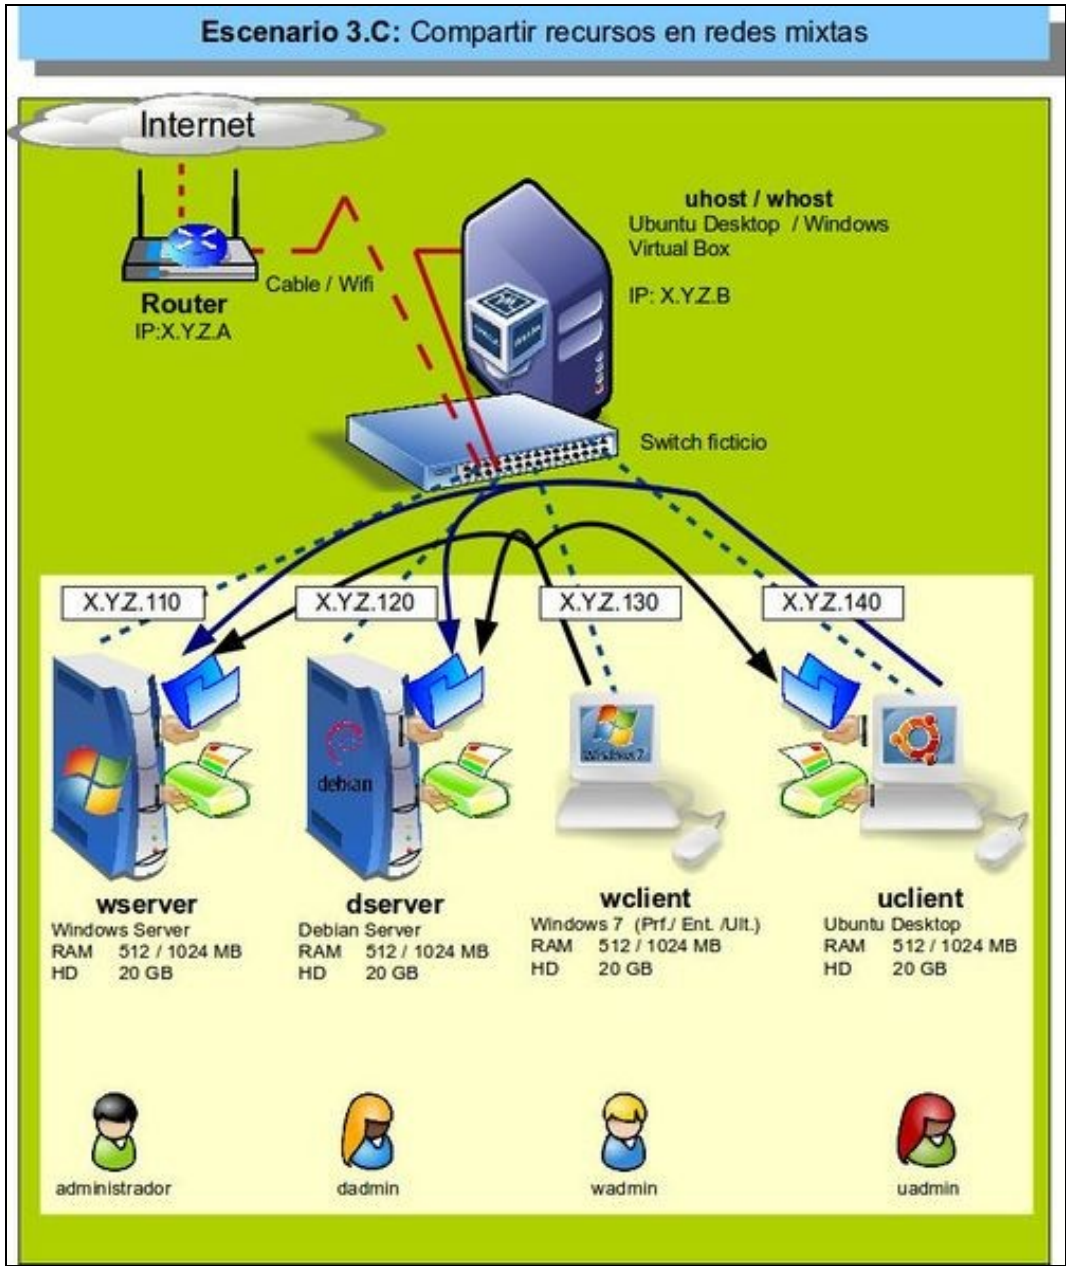 Escenario 3.C: Compartir recursos en redes mixtas
Internet
uhost / whost
Ubuntu Desktop / Windows
Virtual Box
IP: X.Y.Z.B
Cable / Wifi
Router
IP:X.Y.Z.A
Switch ficticio
X.Y.Z.110
X.Y.Z.120
X.Y.Z.130
X.Y.Z.140
debian
Windows 7
wserver
Windows Server
RAM 512 / 1024 MB
HD 20 GB
dserver
Debian Server
RAM 512 / 1024 MB
HD 20 GB
wclient
Windows 7 (Prf./ Ent. /Ult.)
RAM 512 / 1024 MB
HD 20 GB
uclient
Ubuntu Desktop
RAM 512 / 1024 MB
HD 20 GB
administrador
dadmin
wadmin
uadmin